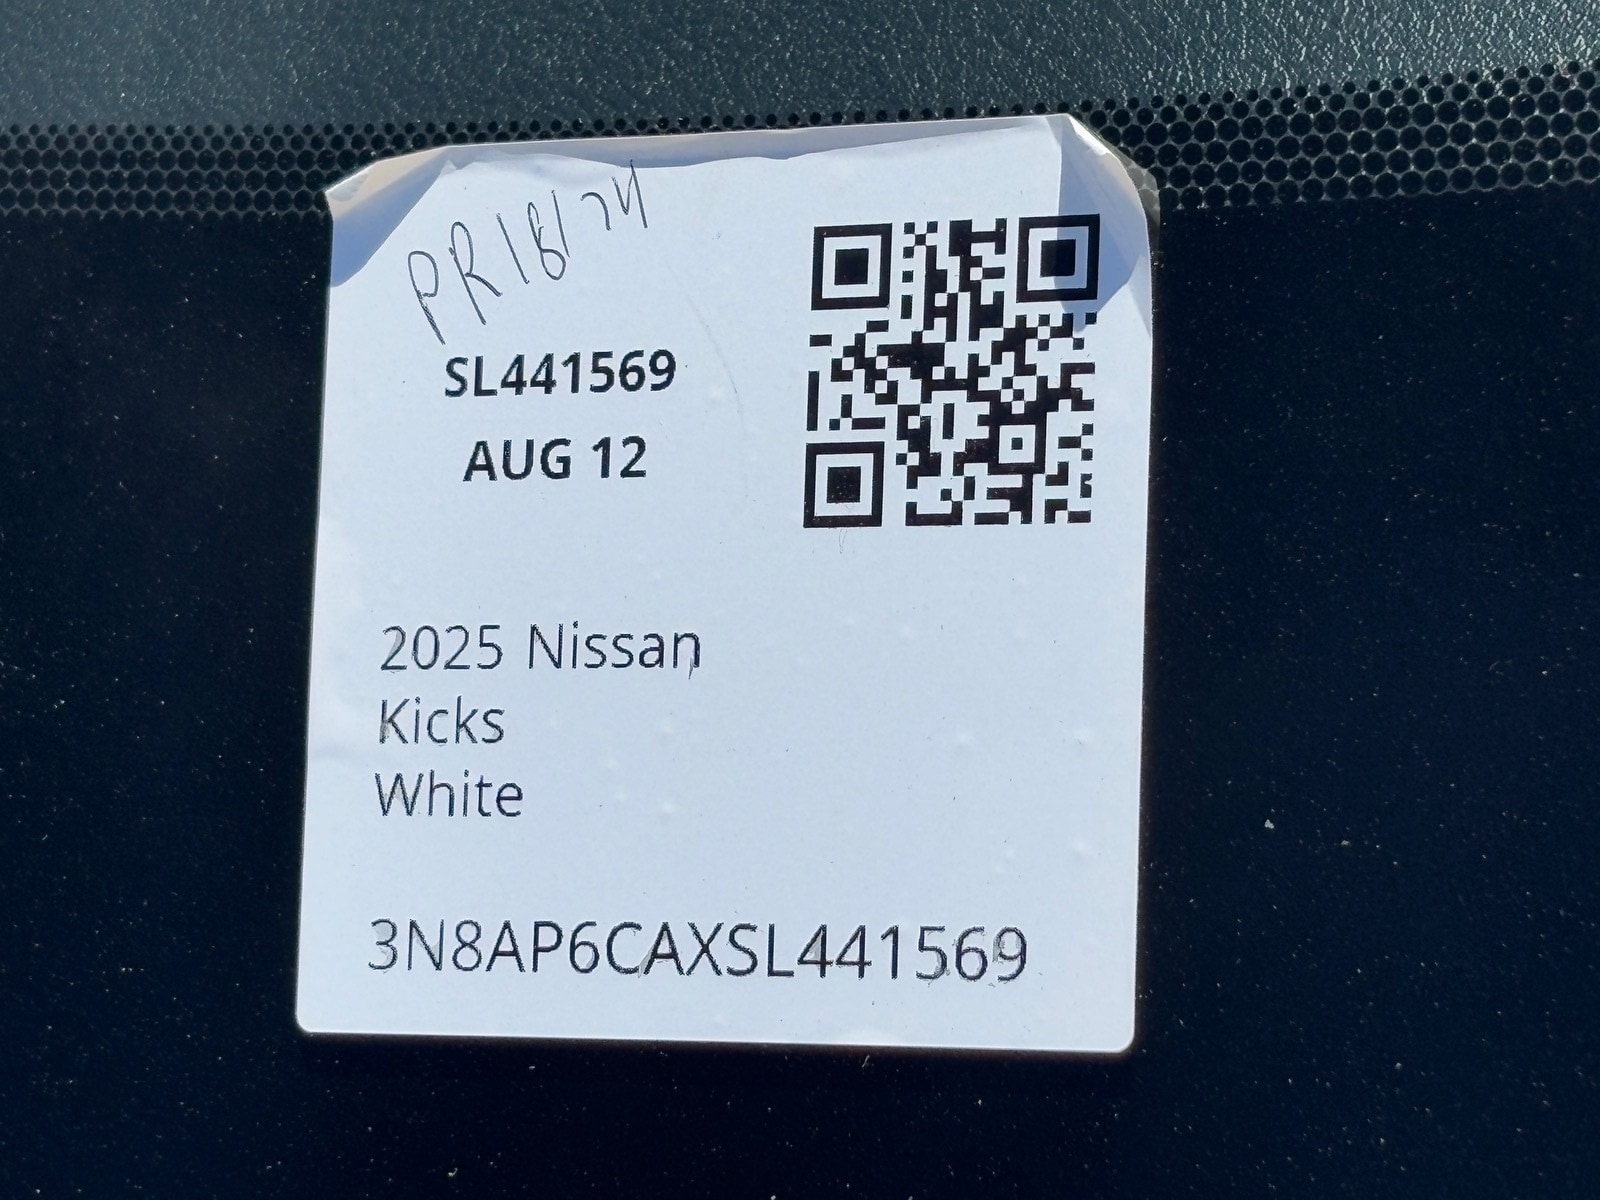 PR18174
SL441569
AUG 12
2025 Nissan
Kicks
White
3N8AP6CAXSL441569